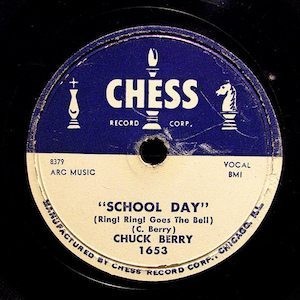 CHESS
RECORD CORP.
8379 VOCAL
ARC MUSIC BMI
"SCHOOL DAY"
(Ring! Ring! Goes The Bell)
(C. Berry)
CHUCK BERRY
1653
MANUFACTURED BY CHESS RECORD CORP., CHICAGO, ILL.